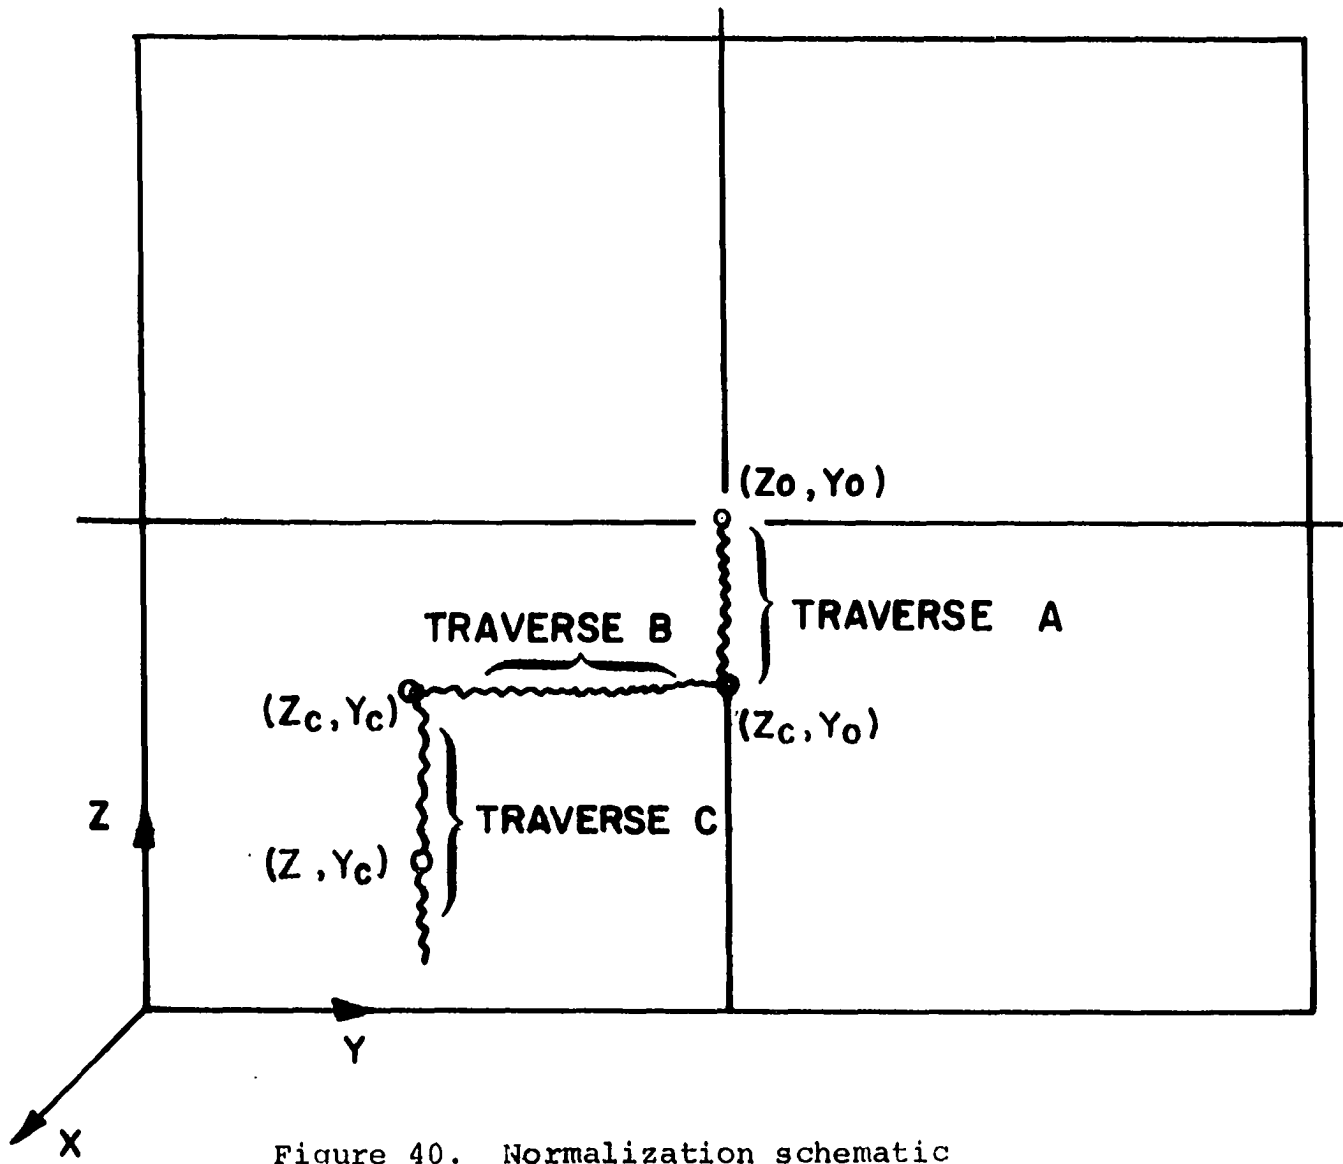 (Zo, Yo)
TRAVERSE A
TRAVERSE B
(Zc, Yc)
(Zc, Yo)
Z
TRAVERSE C
(Z, Yc)
Y
X
Figure 40. Normalization schematic